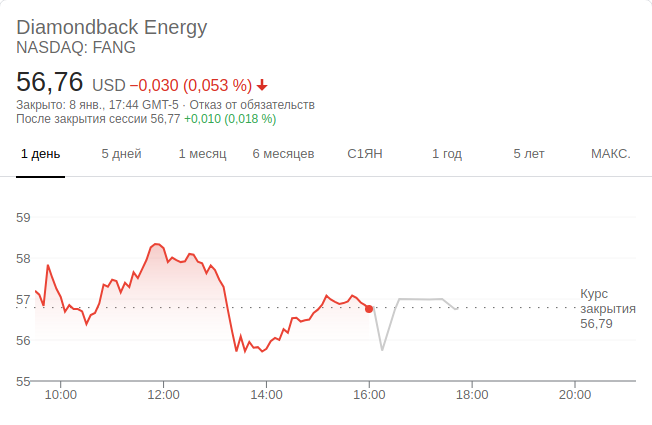 Diamondback Energy
NASDAQ: FANG
56,76 USD −0,030 (0,053 %)
Закрыто: 8 янв., 17:44 GMT-5 · Отказ от обязательств
После закрытия сессии 56,77 +0,010 (0,018 %)
1 день 5 дней 1 месяц 6 месяцев С1ЯН 1 год 5 лет МАКС.
59
58
57
56
55
Курс
закрытия
56,79
10:00 12:00 14:00 16:00 18:00 20:00